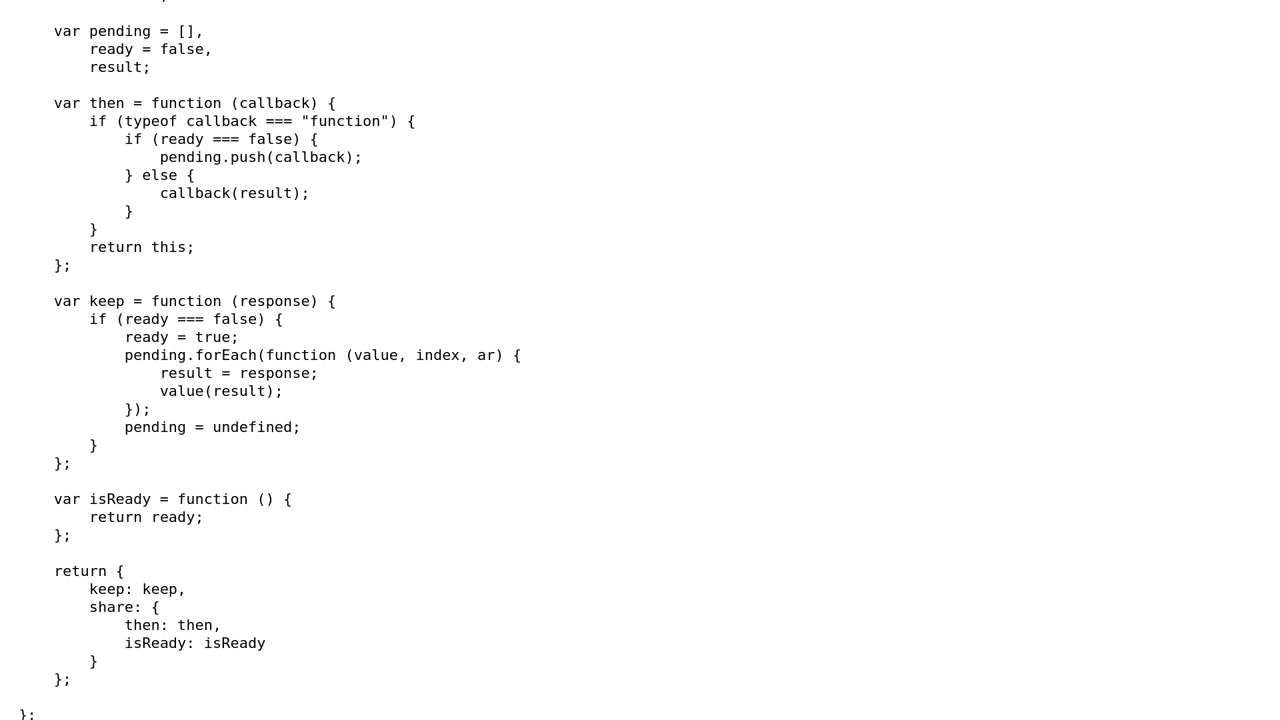 var pending = [],
ready = false,
result;
var then = function (callback) {
if (typeof callback === "function") {
if (ready === false) {
pending.push(callback);
} else {
callback(result);
}
}
return this;
};
var keep = function (response) {
if (ready === false) {
ready = true;
pending.forEach(function (value, index, ar) {
result = response;
value(result);
});
pending = undefined;
}
};
var isReady = function () {
return ready;
};
return {
keep: keep,
share: {
then: then,
isReady: isReady
}
};
};